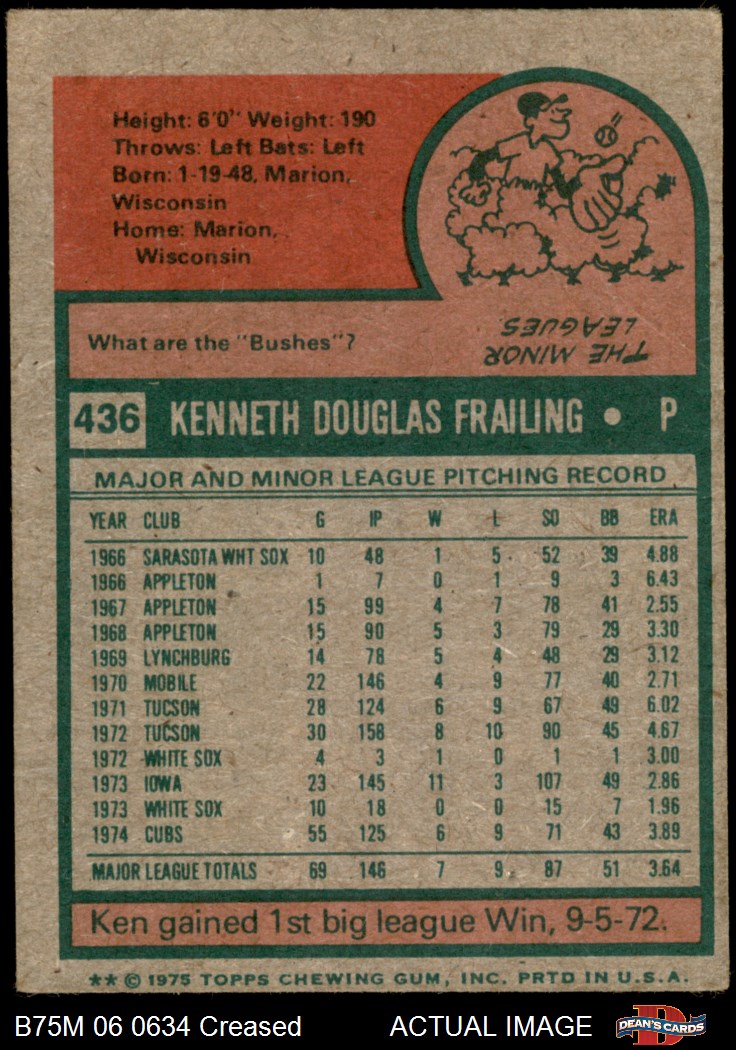 Height: 6'0" Weight: 190
Throws: Left Bats: Left
Born: 1-19-48, Marion,
Wisconsin
Home: Marion,
Wisconsin
What are the "Bushes"?
THE MINOR
LEAGUES
436 KENNETH DOUGLAS FRAILING • P
MAJOR AND MINOR LEAGUE PITCHING RECORD
YEAR CLUB G IP W L SO BB ERA
1966 SARASOTA WHT SOX 10 48 1 5 52 39 4.88
1966 APPLETON 1 7 0 1 9 3 6.43
1967 APPLETON 15 99 4 7 78 41 2.55
1968 APPLETON 15 90 5 3 79 29 3.30
1969 LYNCHBURG 14 78 5 4 48 29 3.12
1970 MOBILE 22 146 4 9 77 40 2.71
1971 TUCSON 28 124 6 9 67 49 6.02
1972 TUCSON 30 158 8 10 90 45 4.67
1972 WHITE SOX 4 3 1 0 1 1 3.00
1973 IOWA 23 145 11 3 107 49 2.86
1973 WHITE SOX 10 18 0 0 15 7 1.96
1974 CUBS 55 125 6 9 71 43 3.89
MAJOR LEAGUE TOTALS 69 146 7 9 87 51 3.64
Ken gained 1st big league Win, 9-5-72.
** © 1975 TOPPS CHEWING GUM, INC. PRTD IN U.S.A.
B75M 06 0634 Creased ACTUAL IMAGE DEAN'S CARDS